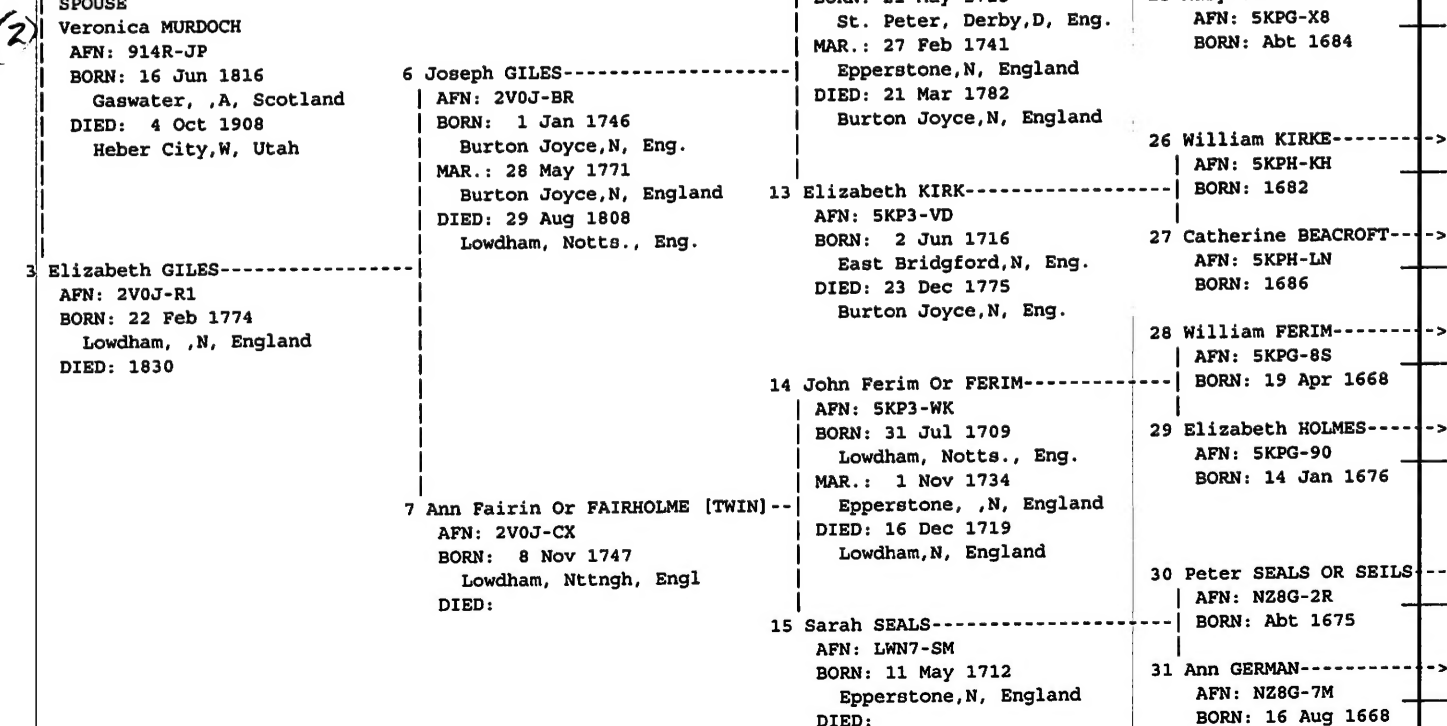 (2)
SPOUSE
Veronica MURDOCH
AFN: 914R-JP
BORN: 16 Jun 1816
Gaswater, ,A, Scotland
DIED: 4 Oct 1908
Heber City,W, Utah
3 Elizabeth GILES-----------------|
AFN: 2V0J-R1
BORN: 22 Feb 1774
Lowdham, ,N, England
DIED: 1830
6 Joseph GILES--------------------|
AFN: 2V0J-BR
BORN: 1 Jan 1746
Burton Joyce,N, Eng.
MAR.: 28 May 1771
Burton Joyce,N, England
DIED: 29 Aug 1808
Lowdham, Notts., Eng.
7 Ann Fairin Or FAIRHOLME [TWIN]--|
AFN: 2V0J-CX
BORN: 8 Nov 1747
Lowdham, Nttngh, Engl
DIED:
St. Peter, Derby,D, Eng.
MAR.: 27 Feb 1741
Epperstone,N, England
DIED: 21 Mar 1782
Burton Joyce,N, England
13 Elizabeth KIRK------------------|
AFN: 5KP3-VD
BORN: 2 Jun 1716
East Bridgford,N, Eng.
DIED: 23 Dec 1775
Burton Joyce,N, Eng.
14 John Ferim Or FERIM-------------|
AFN: 5KP3-WK
BORN: 31 Jul 1709
Lowdham, Notts., Eng.
MAR.: 1 Nov 1734
Epperstone, ,N, England
DIED: 16 Dec 1719
Lowdham,N, England
15 Sarah SEALS---------------------|
AFN: LWN7-SM
BORN: 11 May 1712
Epperstone,N, England
DIED:
AFN: 5KPG-X8
BORN: Abt 1684
26 William KIRKE--------->
AFN: 5KPH-KH
BORN: 1682
27 Catherine BEACROFT---->
AFN: 5KPH-LN
BORN: 1686
28 William FERIM--------->
AFN: 5KPG-8S
BORN: 19 Apr 1668
29 Elizabeth HOLMES------>
AFN: 5KPG-90
BORN: 14 Jan 1676
30 Peter SEALS OR SEILS---
AFN: NZ8G-2R
BORN: Abt 1675
31 Ann GERMAN------------>
AFN: NZ8G-7M
BORN: 16 Aug 1668